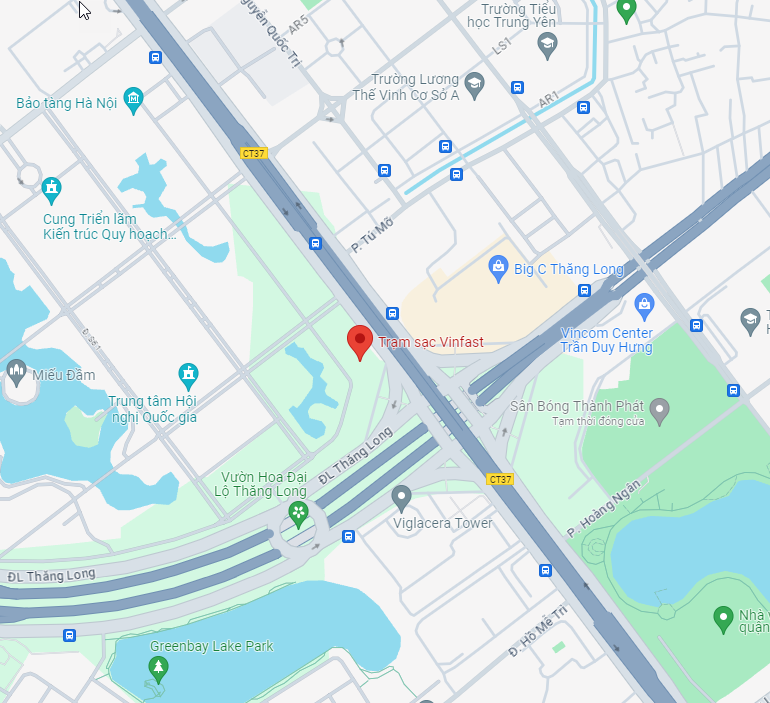 Nguyễn Quốc Trị
AR5
Trường Tiểu
học Trung Yên
LS1
Trường Lương
Thế Vinh Cơ Sở A
AR1
Bảo tàng Hà Nội
CT37
Cung Triển lãm
Kiến trúc Quy hoạch...
P. Tú Mỡ
Big C Thăng Long
Vincom Center
Trần Duy Hưng
Trạm sạc Vinfast
Miếu Đầm
Trung tâm Hội
nghị Quốc gia
Sân Bóng Thành Phát
Tạm thời đóng cửa
ĐL Thăng Long
Vườn Hoa Đại
Lộ Thăng Long
CT37
P. Hoàng Ngân
Viglacera Tower
ĐL Thăng Long
Đ. Hồ Mễ Trì
Nhà
quân
Greenbay Lake Park